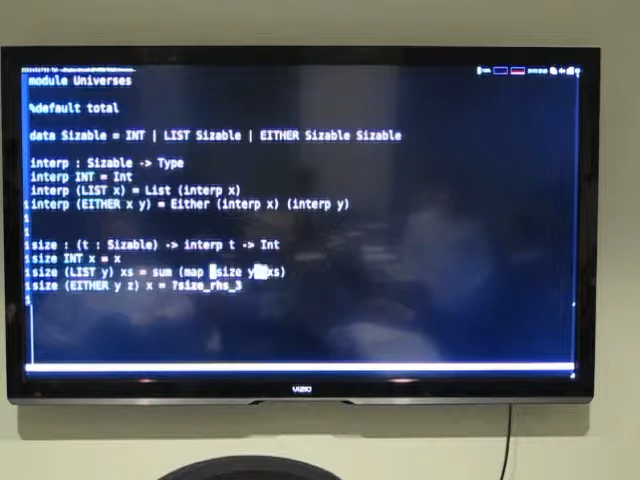 module Universes
%default total
data Sizable = INT | LIST Sizable | EITHER Sizable Sizable
interp : Sizable -> Type
interp INT = Int
interp (LIST x) = List (interp x)
interp (EITHER x y) = Either (interp x) (interp y)
size : (t : Sizable) -> interp t -> Int
size INT x = x
size (LIST y) xs = sum (map (size y) xs)
size (EITHER y z) x = ?size_rhs_3
VIZIO